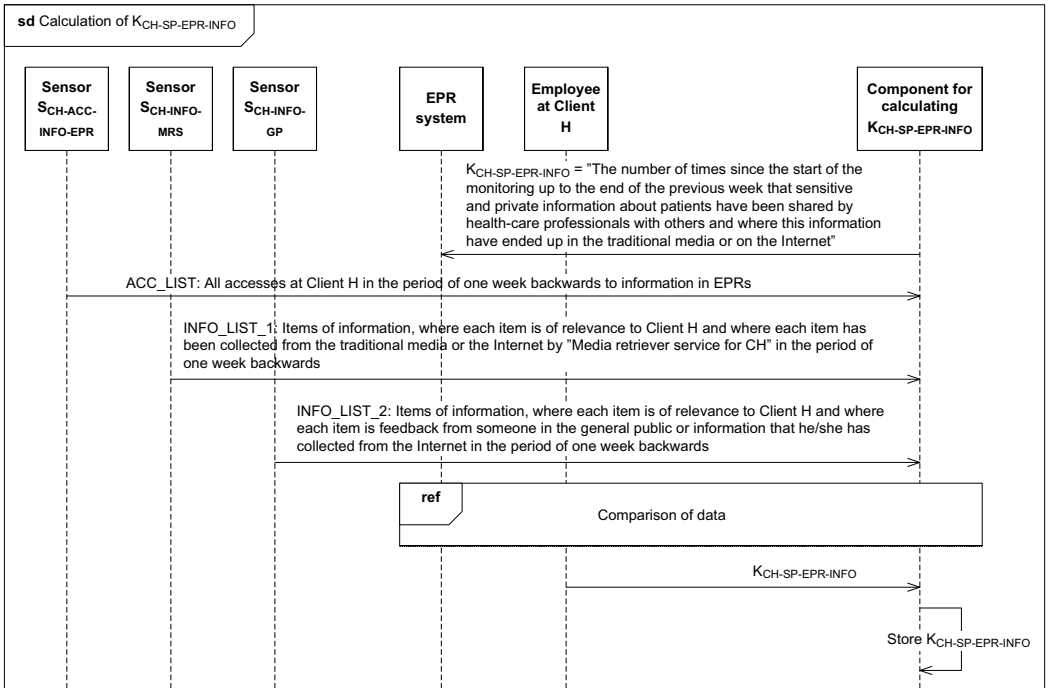 sd Calculation of K_CH-SP-EPR-INFO
Sensor
S_CH-ACC-
INFO-EPR
Sensor
S_CH-INFO-
MRS
Sensor
S_CH-INFO-
GP
EPR
system
Employee
at Client
H
Component for
calculating
K_CH-SP-EPR-INFO
K_CH-SP-EPR-INFO = ”The number of times since the start of the
monitoring up to the end of the previous week that sensitive
and private information about patients have been shared by
health-care professionals with others and where this information
have ended up in the traditional media or on the Internet”
ACC_LIST: All accesses at Client H in the period of one week backwards to information in EPRs
INFO_LIST_1: Items of information, where each item is of relevance to Client H and where each item has
been collected from the traditional media or the Internet by ”Media retriever service for CH” in the period of
one week backwards
INFO_LIST_2: Items of information, where each item is of relevance to Client H and where
each item is feedback from someone in the general public or information that he/she has
collected from the Internet in the period of one week backwards
ref
Comparison of data
K_CH-SP-EPR-INFO
Store K_CH-SP-EPR-INFO